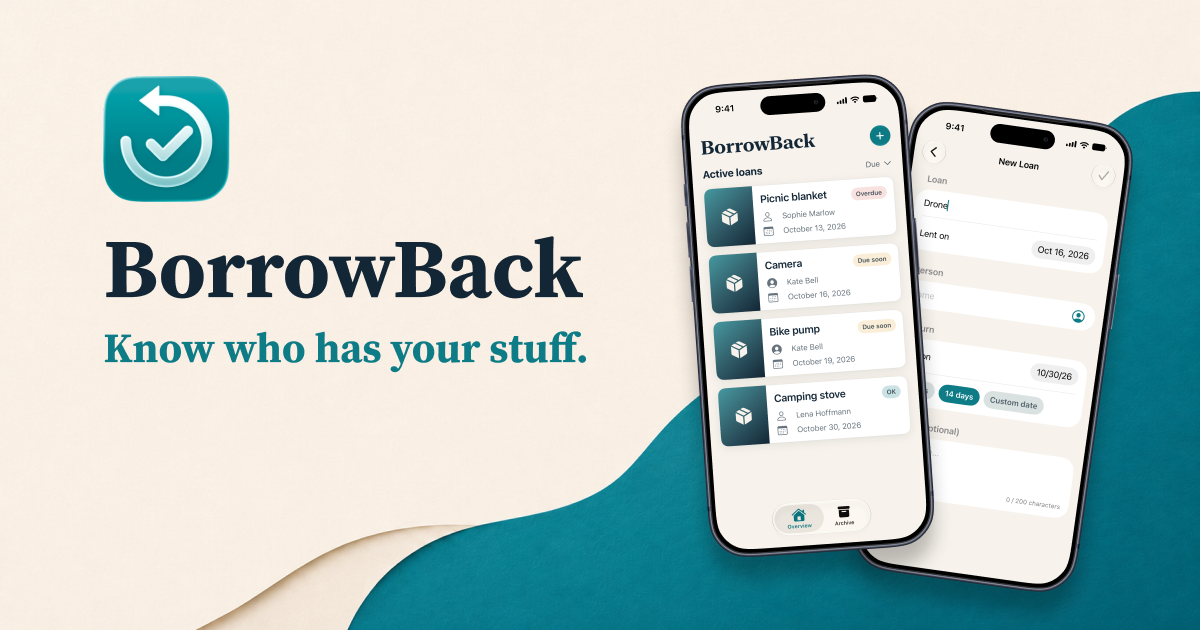 BorrowBack
Know who has your stuff.
9:41
BorrowBack
Active loans
Due
Picnic blanket
Overdue
Sophie Marlow
October 13, 2026
Camera
Due soon
Kate Bell
October 16, 2026
Bike pump
Due soon
Kate Bell
October 19, 2026
Camping stove
OK
Lena Hoffmann
October 30, 2026
Overview
Archive
9:41
New Loan
Loan
Drone
Lent on
Oct 16, 2026
10/30/26
14 days
Custom date
0 / 200 characters